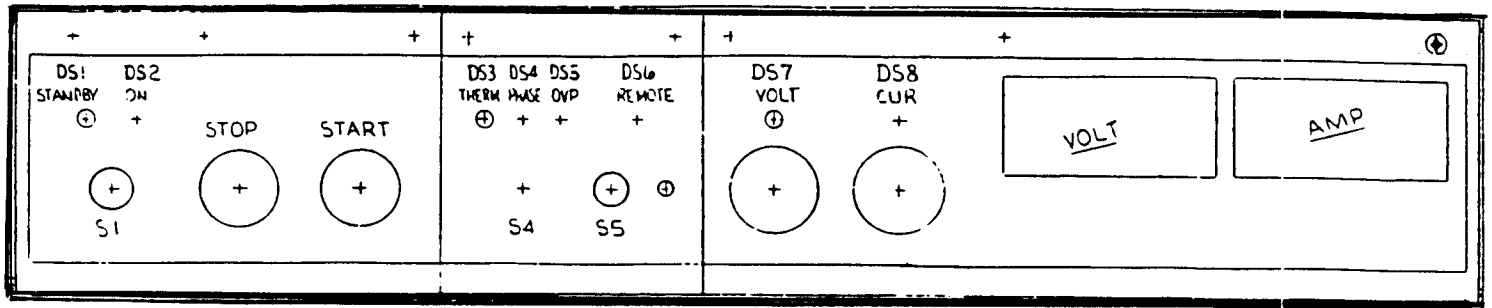 DS1 DS2
STANDBY ON
STOP START
S1
DS3 DS4 DS5 DS6
THERM PHASE OVP REMOTE
S4 S5
DS7 DS8
VOLT CUR
VOLT AMP